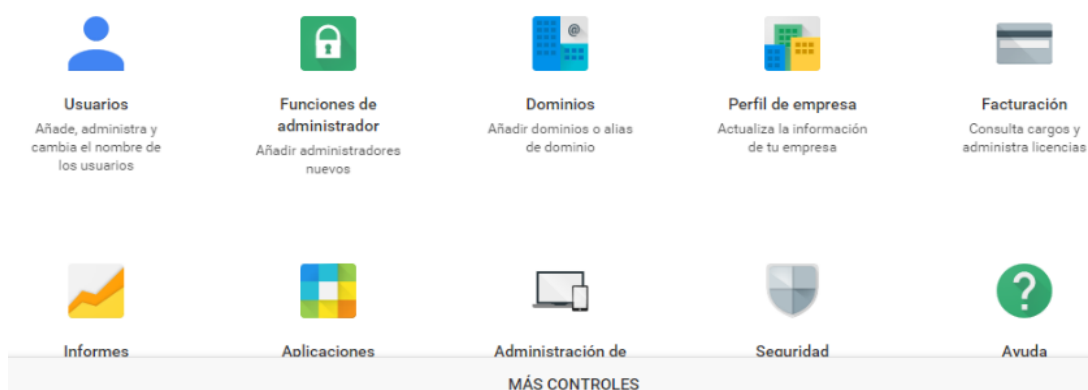 Usuarios
Añade, administra y
cambia el nombre de
los usuarios
Funciones de
administrador
Añadir administradores
nuevos
Dominios
Añadir dominios o alias
de dominio
Perfil de empresa
Actualiza la información
de tu empresa
Facturación
Consulta cargos y
administra licencias
Informes
Aplicaciones
Administración de
Seguridad
Ayuda
MÁS CONTROLES